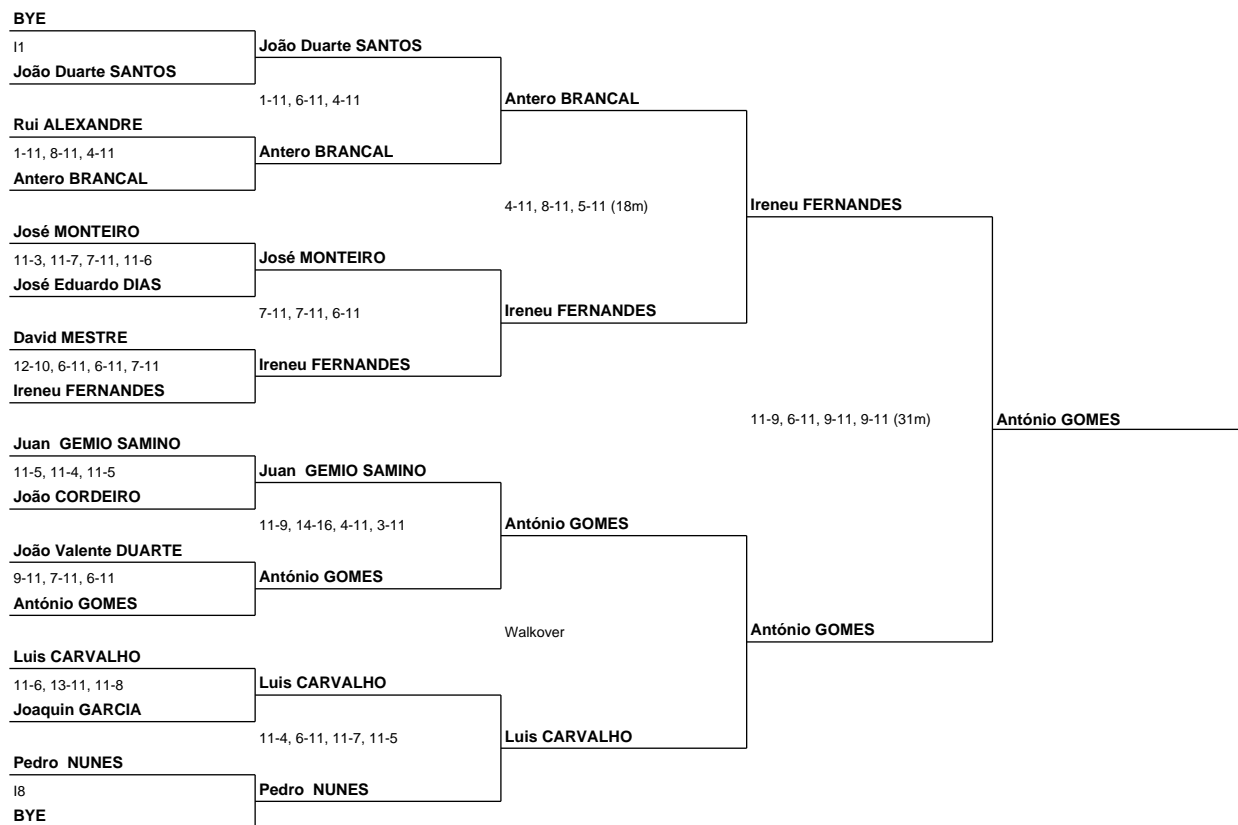 BYE
I1
João Duarte SANTOS
João Duarte SANTOS
1-11, 6-11, 4-11
Antero BRANCAL
Rui ALEXANDRE
1-11, 8-11, 4-11
Antero BRANCAL
Antero BRANCAL
4-11, 8-11, 5-11 (18m)
Ireneu FERNANDES
José MONTEIRO
11-3, 11-7, 7-11, 11-6
José MONTEIRO
José Eduardo DIAS
7-11, 7-11, 6-11
Ireneu FERNANDES
David MESTRE
12-10, 6-11, 6-11, 7-11
Ireneu FERNANDES
Ireneu FERNANDES
11-9, 6-11, 9-11, 9-11 (31m)
António GOMES
Juan  GEMIO SAMINO
11-5, 11-4, 11-5
Juan  GEMIO SAMINO
João CORDEIRO
11-9, 14-16, 4-11, 3-11
António GOMES
João Valente DUARTE
9-11, 7-11, 6-11
António GOMES
António GOMES
Walkover
António GOMES
Luis CARVALHO
11-6, 13-11, 11-8
Luis CARVALHO
Joaquin GARCIA
11-4, 6-11, 11-7, 11-5
Luis CARVALHO
Pedro  NUNES
I8
Pedro  NUNES
BYE